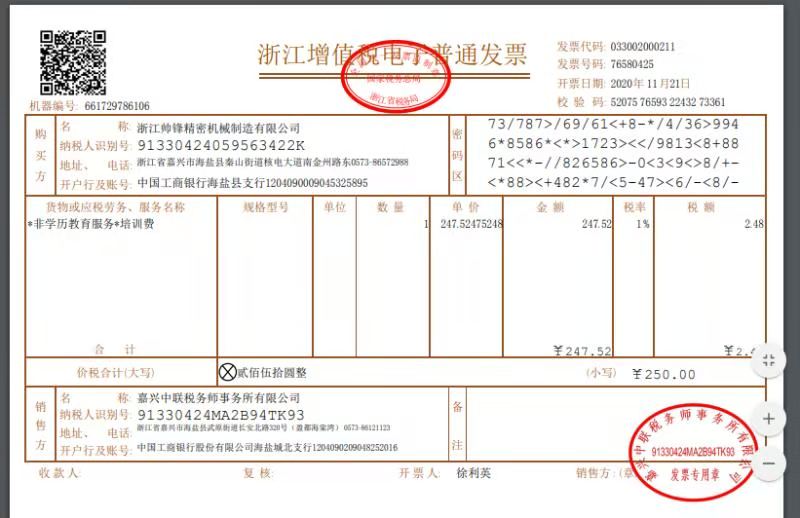 浙江增值税电子普通发票
国家税务总局
浙江省税务局
发票代码: 033002000211
发票号码: 76580425
开票日期: 2020年11月21日
校 验 码: 52075 76593 22432 73361
机器编号: 661729786106
购买方
名 称: 浙江帅锋精密机械制造有限公司
纳税人识别号: 91330424059563422K
地址、 电话: 浙江省嘉兴市海盐县秦山街道核电大道南金州路东0573-86572988
开户行及账号: 中国工商银行海盐县支行1204090009045325895
密码区
73/787>/69/61<+8-*/4/36>994
6*8586*<*>1723><</9813<8+88
71<<*-//826586>-0<3<9<>8/+-
<*88><+482*7/<5-47><6/-<8/-
货物或应税劳务、服务名称 规格型号 单位 数 量 单 价 金 额 税率 税 额
*非学历教育服务*培训费 1 247.52475248 247.52 1% 2.48
合 计 ￥247.52 ￥2.4
价税合计(大写) 贰佰伍拾圆整 (小写) ￥250.00
销售方
名 称: 嘉兴中联税务师事务所有限公司
纳税人识别号: 91330424MA2B94TK93
地址、 电话: 浙江省嘉兴市海盐县武原街道长安北路320号（盈都海棠湾） 0573-86121123
开户行及账号: 中国工商银行股份有限公司海盐城北支行1204090209048252016
备注
收款人: 复核: 开票人: 徐利英 销售方: (章)
嘉兴中联税务师事务所有限公司
91330424MA2B94TK93
发票专用章